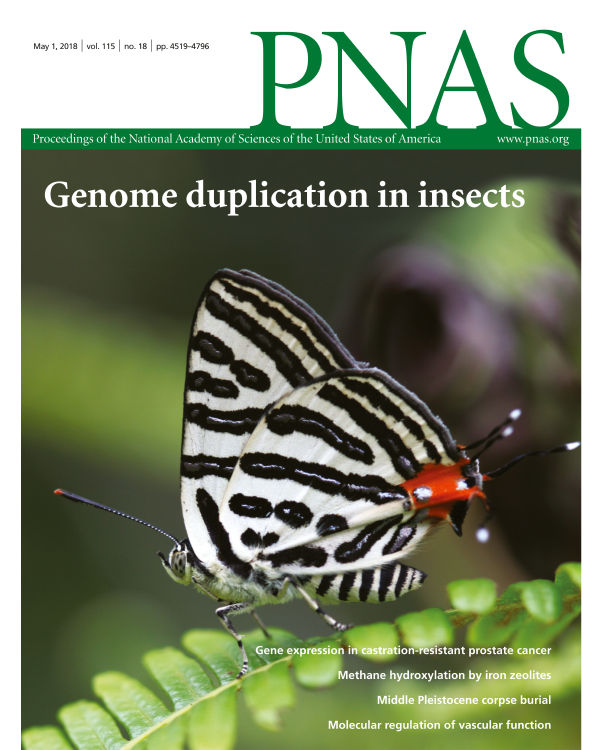 May 1, 2018 | vol. 115 | no. 18 | pp. 4519–4796
PNAS
Proceedings of the National Academy of Sciences of the United States of America www.pnas.org
Genome duplication in insects
Gene expression in castration-resistant prostate cancer
Methane hydroxylation by iron zeolites
Middle Pleistocene corpse burial
Molecular regulation of vascular function